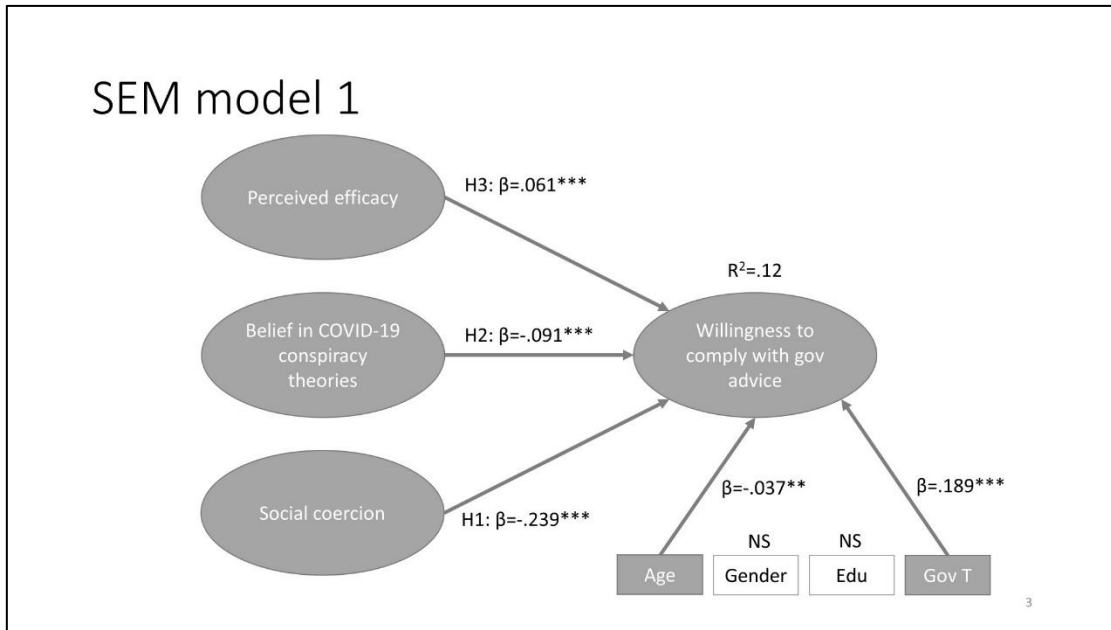 SEM model 1
Perceived efficacy
H3: β=.061***
R²=.12
Belief in COVID-19
conspiracy
theories
H2: β=-.091***
Willingness to
comply with gov
advice
Social coercion
H1: β=-.239***
β=-.037**
β=.189***
NS
NS
Age
Gender
Edu
Gov T
3